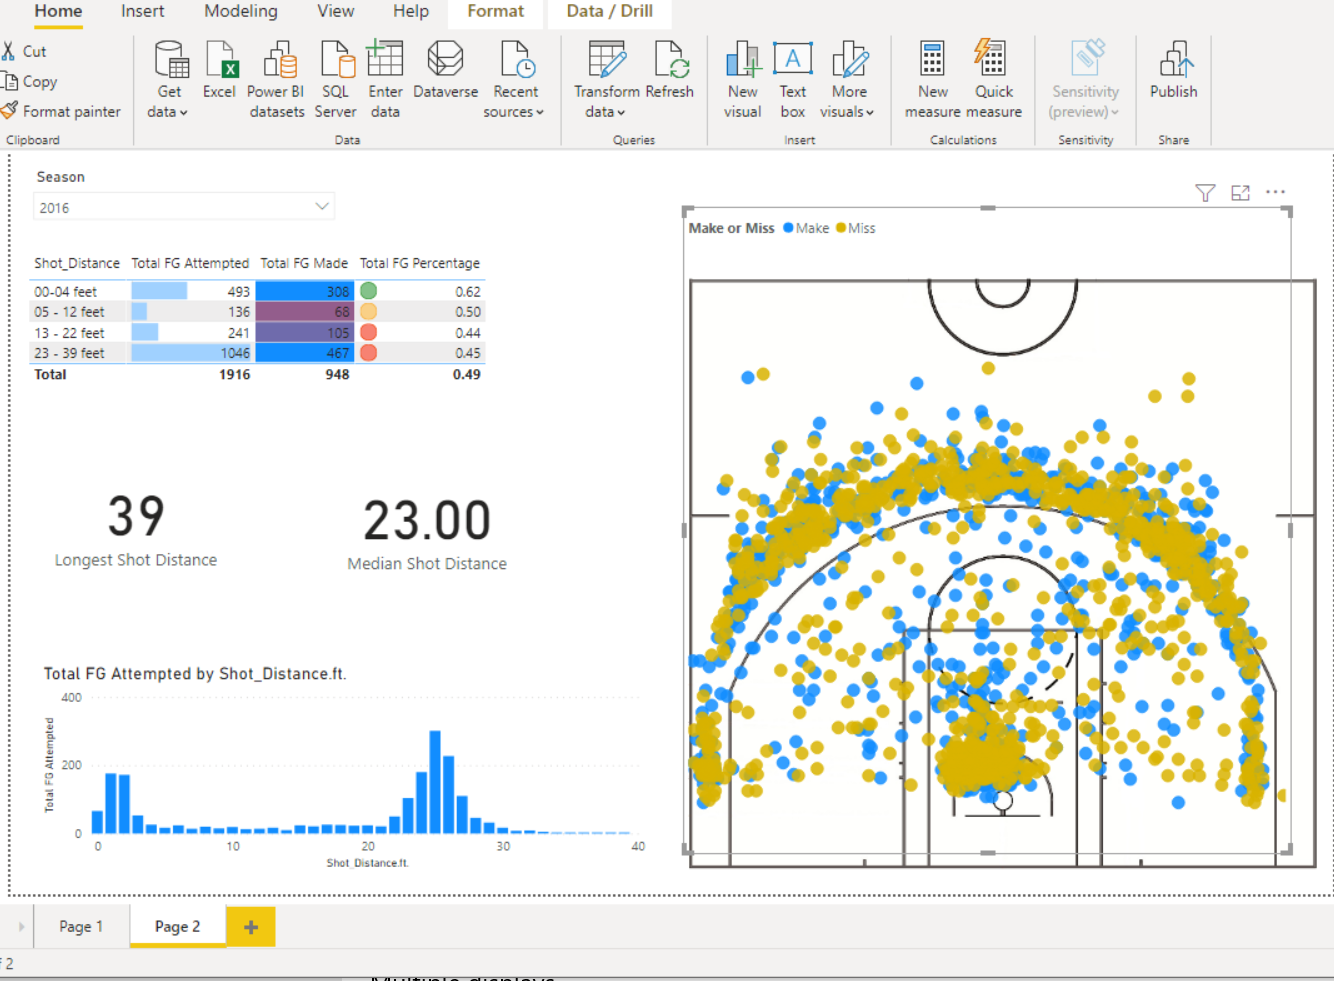 Home Insert Modeling View Help Format Data / Drill
Cut
Copy
Format painter
Get data
Excel
Power BI datasets
SQL Server
Enter data
Dataverse
Recent sources
Transform data
Refresh
New visual
Text box
More visuals
New measure
Quick measure
Sensitivity (preview)
Publish
Clipboard Data Queries Insert Calculations Sensitivity Share
Season
2016
Shot_Distance Total FG Attempted Total FG Made Total FG Percentage
00-04 feet 493 308 0.62
05 - 12 feet 136 68 0.50
13 - 22 feet 241 105 0.44
23 - 39 feet 1046 467 0.45
Total 1916 948 0.49
39
Longest Shot Distance
23.00
Median Shot Distance
Total FG Attempted by Shot_Distance.ft.
400
200
0
Total FG Attempted
0 10 20 30 40
Shot_Distance.ft.
Make or Miss Make Miss
Page 1 Page 2 +
2
Multiple displays